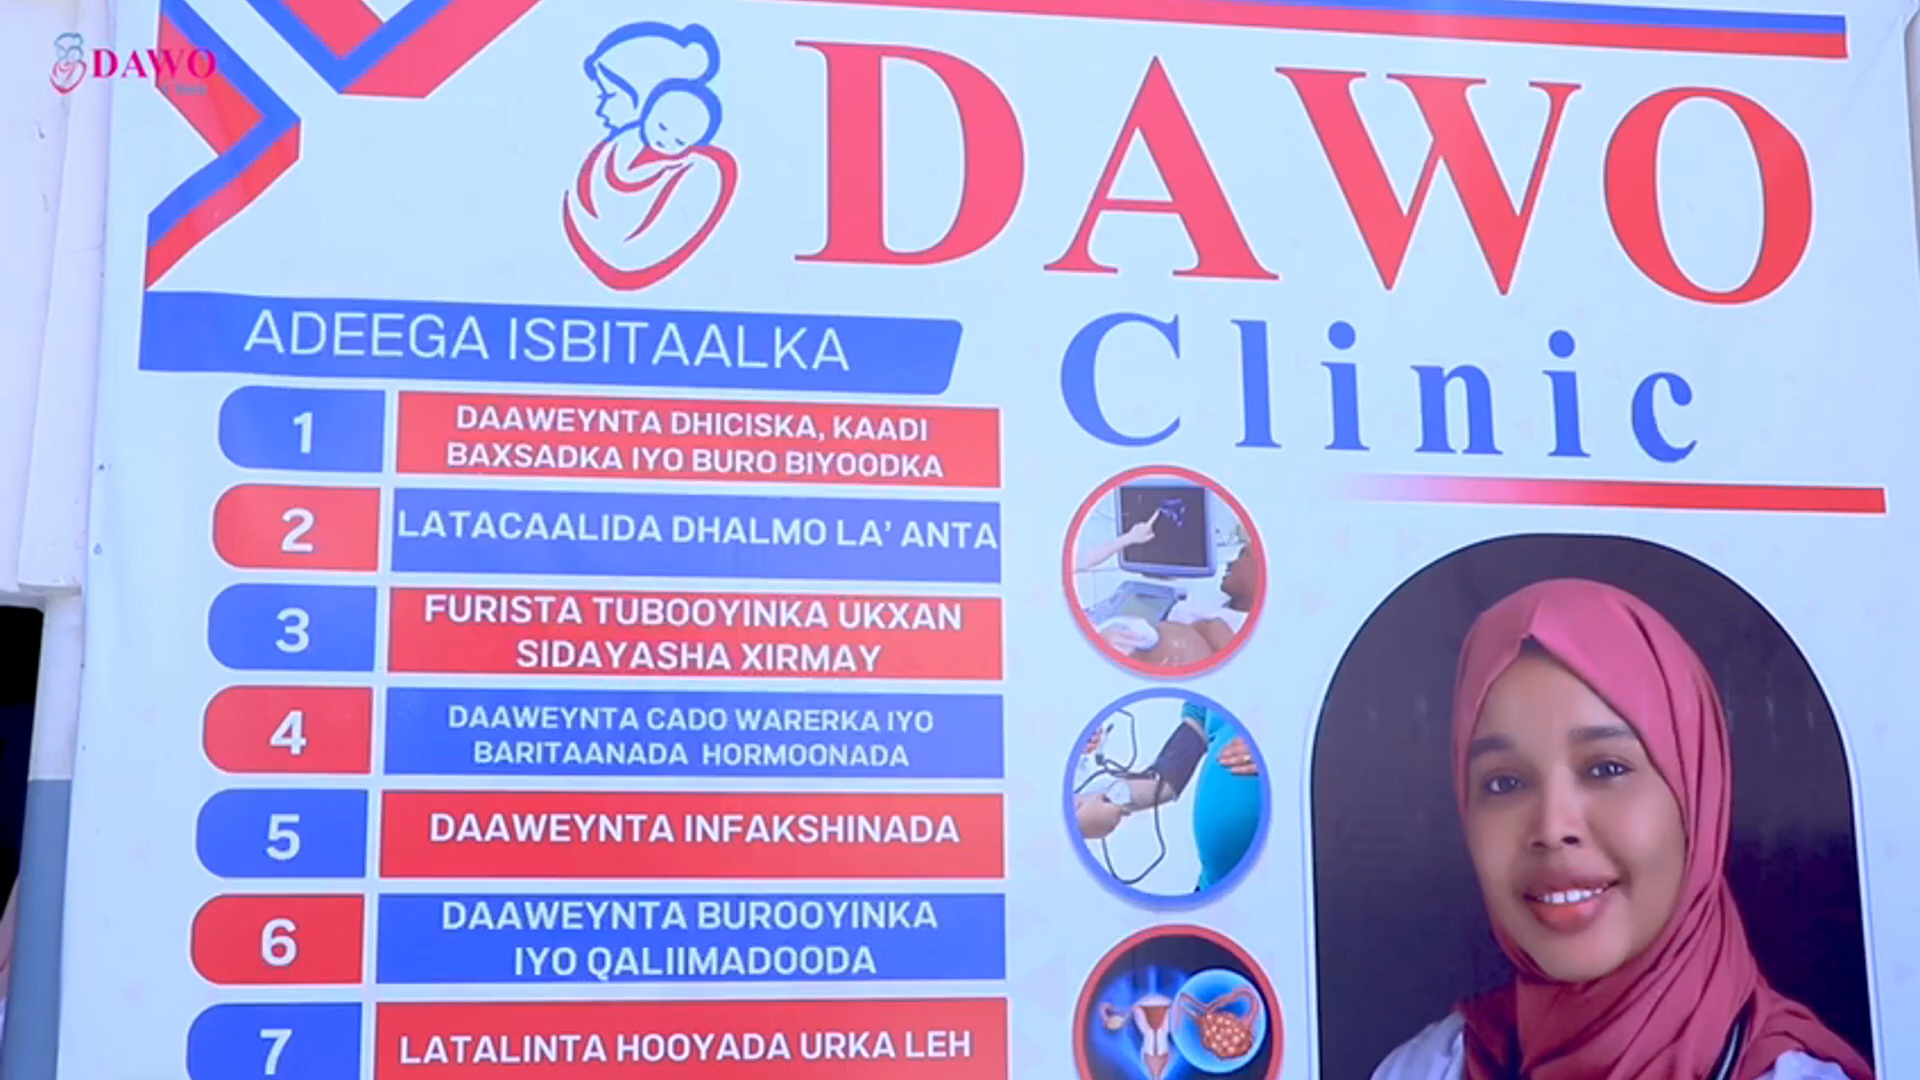 DAWO
DAWO
Clinic
ADEEGA ISBITAALKA
1
DAAWEYNTA DHICISKA, KAADI
BAXSADKA IYO BURO BIYOODKA
2
LATACAALIDA DHALMO LA' ANTA
3
FURISTA TUBOOYINKA UKXAN
SIDAYASHA XIRMAY
4
DAAWEYNTA CADO WARERKA IYO
BARITAANADA HORMOONADA
5
DAAWEYNTA INFAKSHINADA
6
DAAWEYNTA BUROOYINKA
IYO QALIIMADOODA
7
LATALINTA HOOYADA URKA LEH